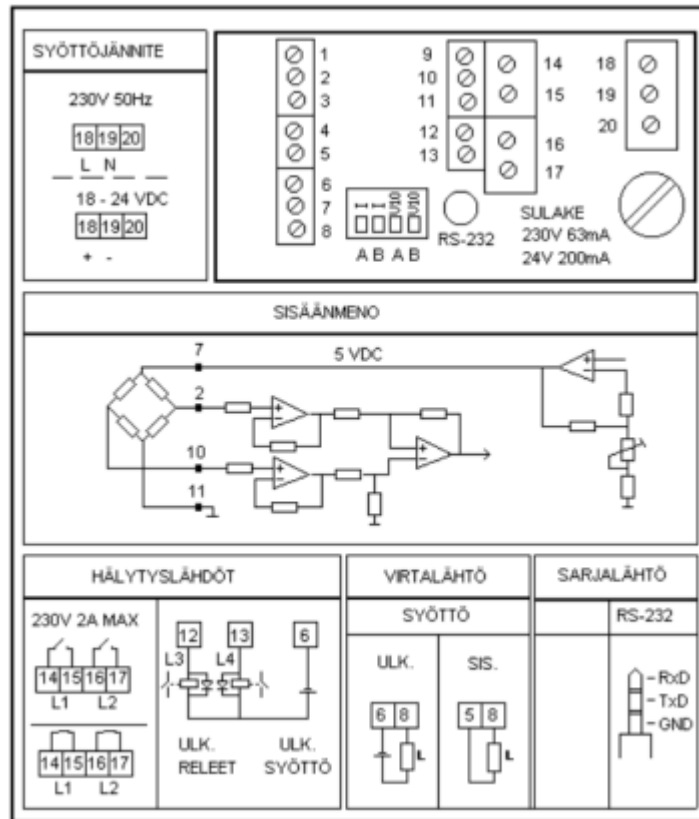 SYÖTTÖJÄNNITE
230V 50Hz
18 19 20
L N
18 - 24 VDC
18 19 20
+ -
1
2
3
4
5
6
7
8
9
10
11
12
13
14
15
16
17
18
19
20
I I U10 U10
A B A B
RS-232
SULAKE
230V 63mA
24V 200mA
SISÄÄNMENO
7
5 VDC
2
10
11
HÄLYTYSLÄHDÖT
230V 2A MAX
14 15 16 17
L1 L2
14 15 16 17
L1 L2
12 13 6
L3 L4
ULK. RELEET
ULK. SYÖTTÖ
VIRTALÄHTÖ
SYÖTTÖ
ULK. SIS.
6 8 5 8
L L
SARJALÄHTÖ
RS-232
RxD
TxD
GND